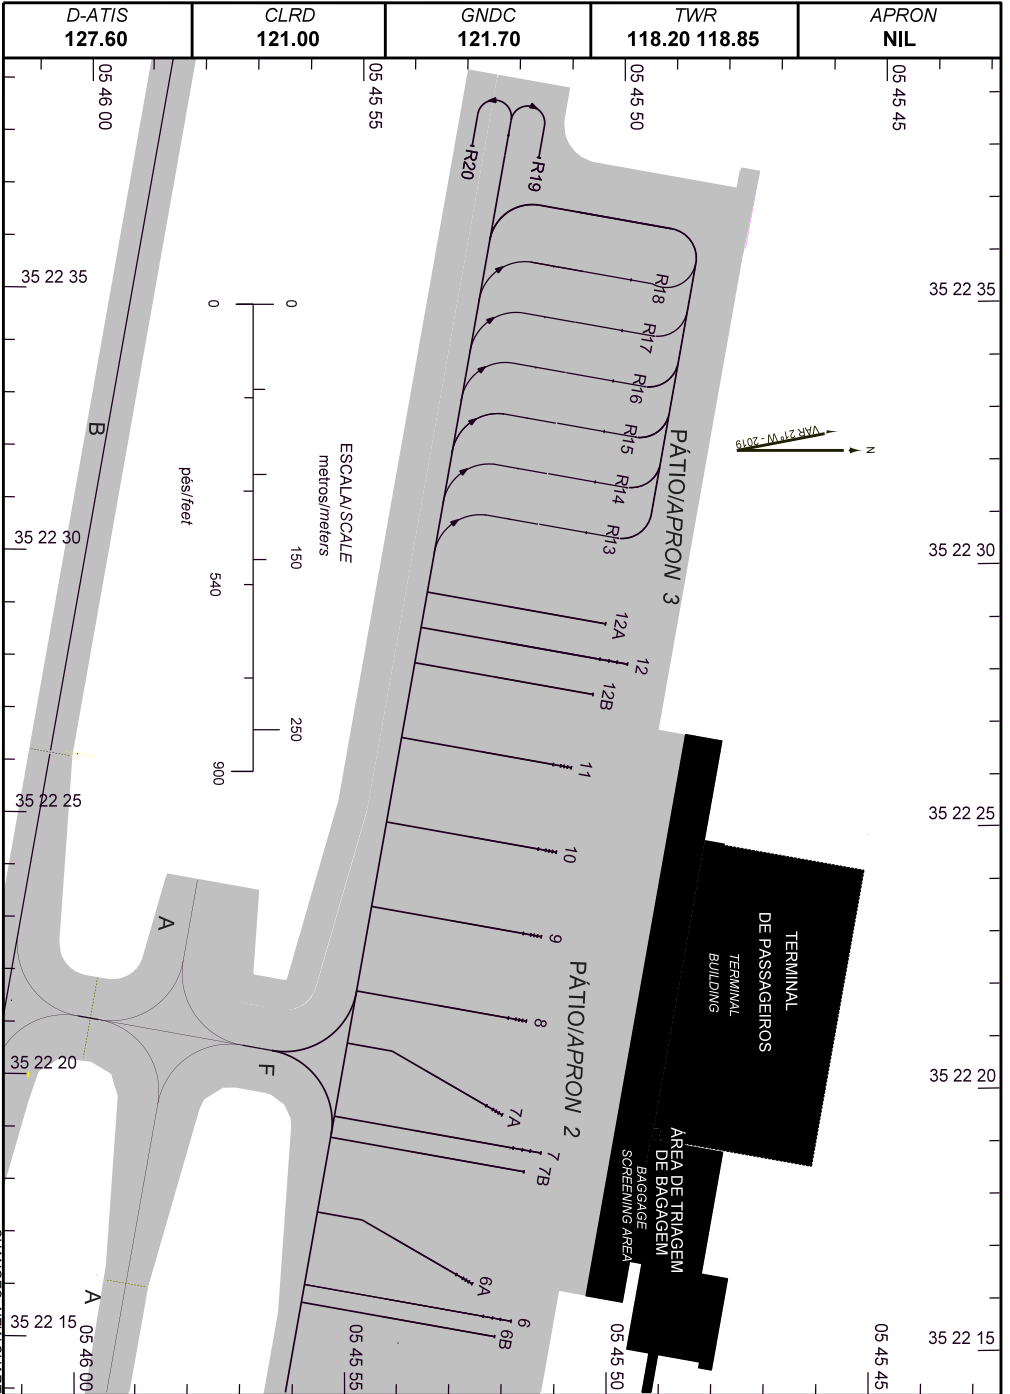 D-ATIS
127.60
CLRD
121.00
GNDC
121.70
TWR
118.20 118.85
APRON
NIL
05 46 00
05 45 55
05 45 50
05 45 45
R20
R19
35 22 35
35 22 35
R18
R17
R16
R15
R14
R13
PÁTIO/APRON 3
VAR 21° W - 2019
N
B
0
0
ESCALA/SCALE
metros/meters
pés/feet
150
540
250
900
35 22 30
35 22 30
12A
12
12B
11
10
9
8
7A
7
7B
6A
6
6B
35 22 25
35 22 25
A
F
PÁTIO/APRON 2
TERMINAL
DE PASSAGEIROS
TERMINAL
BUILDING
35 22 20
35 22 20
ÁREA DE TRIAGEM
DE BAGAGEM
BAGGAGE
SCREENING AREA
A
35 22 15
35 22 15
05 46 00
05 45 55
05 45 50
05 45 45